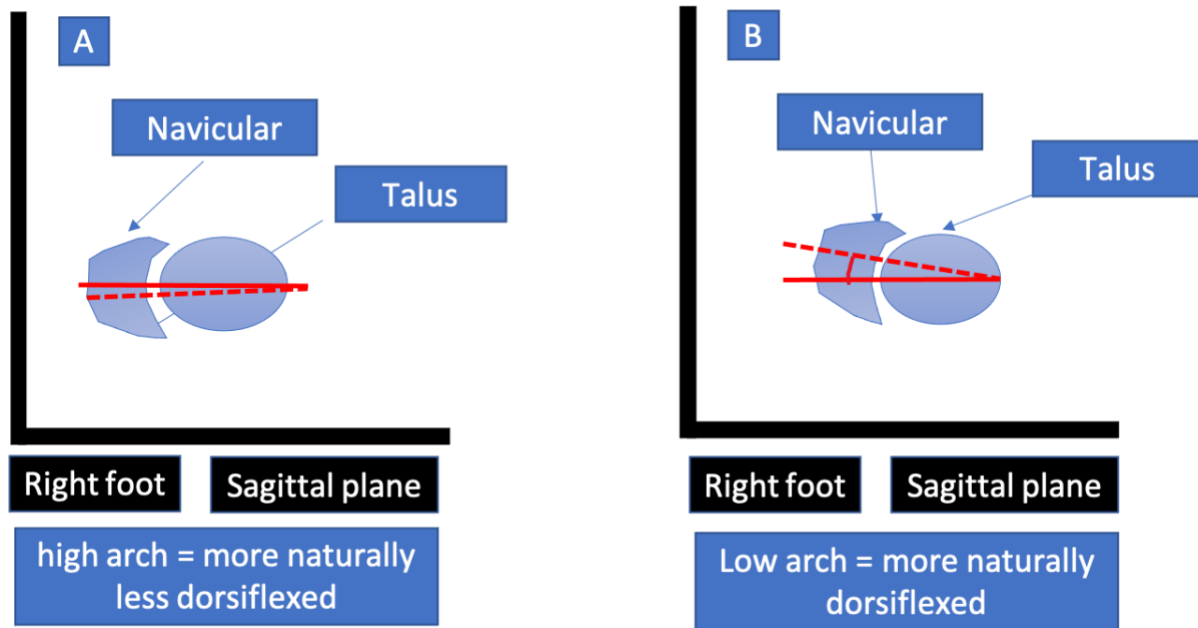 A
Navicular
Talus
Right foot
Sagittal plane
high arch = more naturally
less dorsiflexed
B
Navicular
Talus
Right foot
Sagittal plane
Low arch = more naturally
dorsiflexed